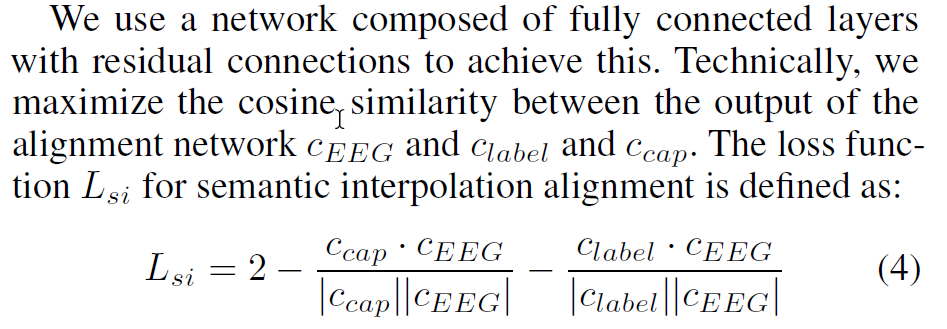 We use a network composed of fully connected layers
with residual connections to achieve this. Technically, we
maximize the cosine similarity between the output of the
alignment network c_{EEG} and c_{label} and c_{cap}. The loss func-
tion L_{si} for semantic interpolation alignment is defined as:
L_{si} = 2 - \frac{c_{cap} \cdot c_{EEG}}{|c_{cap}||c_{EEG}|} - \frac{c_{label} \cdot c_{EEG}}{|c_{label}||c_{EEG}|} (4)